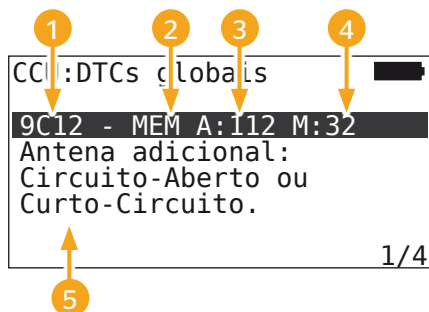 1 2 3 4
CCU:DTCs globais
9C12 - MEM A:112 M:32
Antena adicional:
Circuito-Aberto ou
Curto-Circuito.
1/4
5